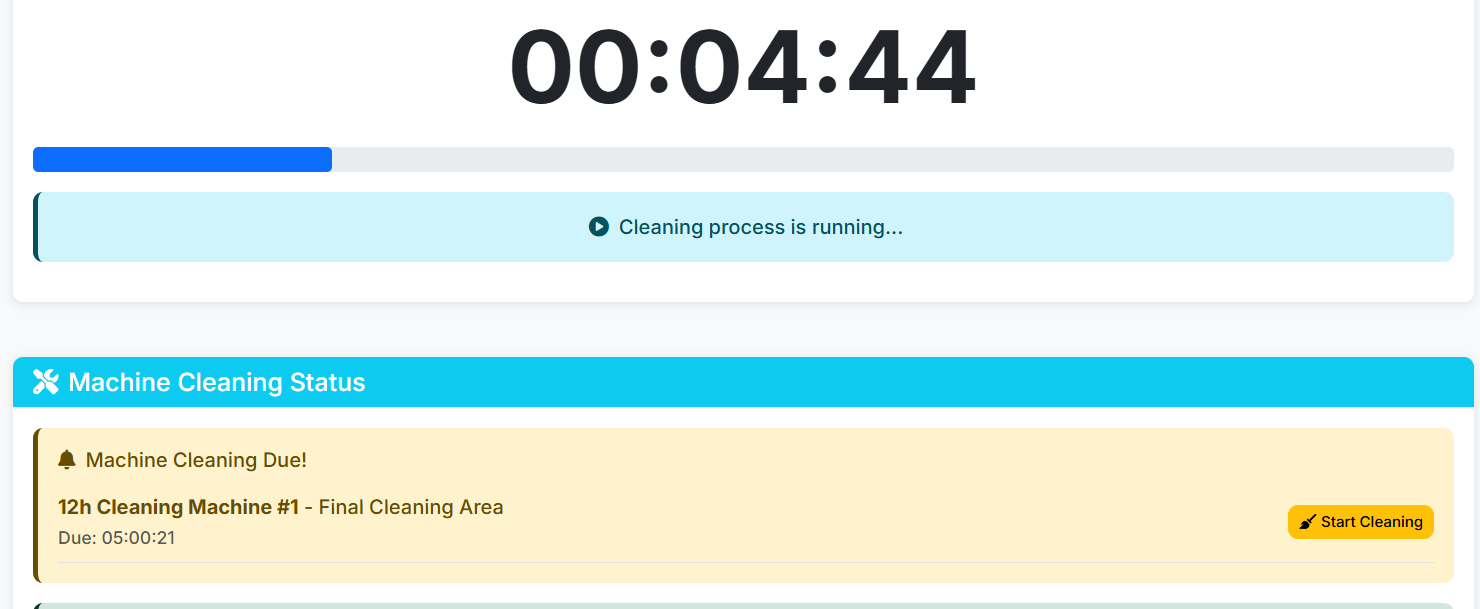 00:04:44
Cleaning process is running...
Machine Cleaning Status
Machine Cleaning Due!
12h Cleaning Machine #1 - Final Cleaning Area
Due: 05:00:21
Start Cleaning